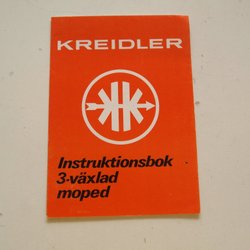 KREIDLER
Instruktionsbok
3-växlad
moped